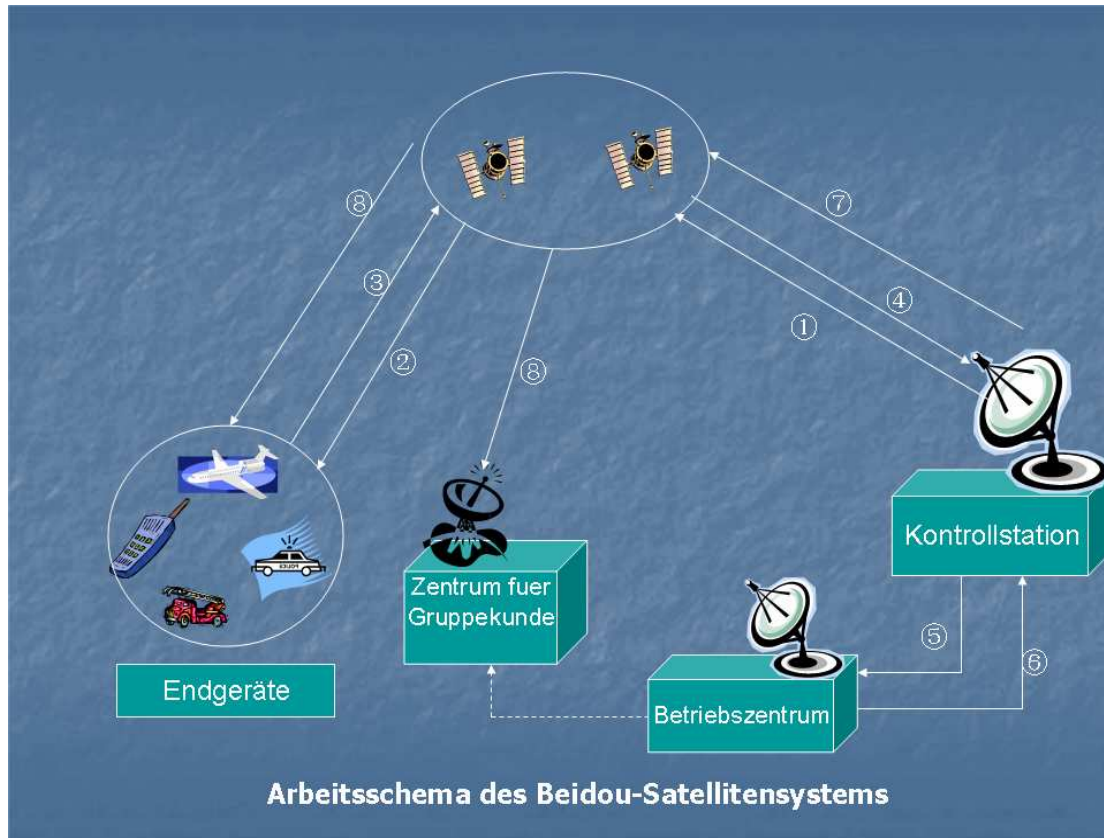 ⑧
⑦
③
④
①
②
⑧
Kontrollstation
Zentrum fuer
Gruppekunde
⑤
⑥
Endgeräte
Betriebszentrum
POLICE
Arbeitsschema des Beidou-Satellitensystems